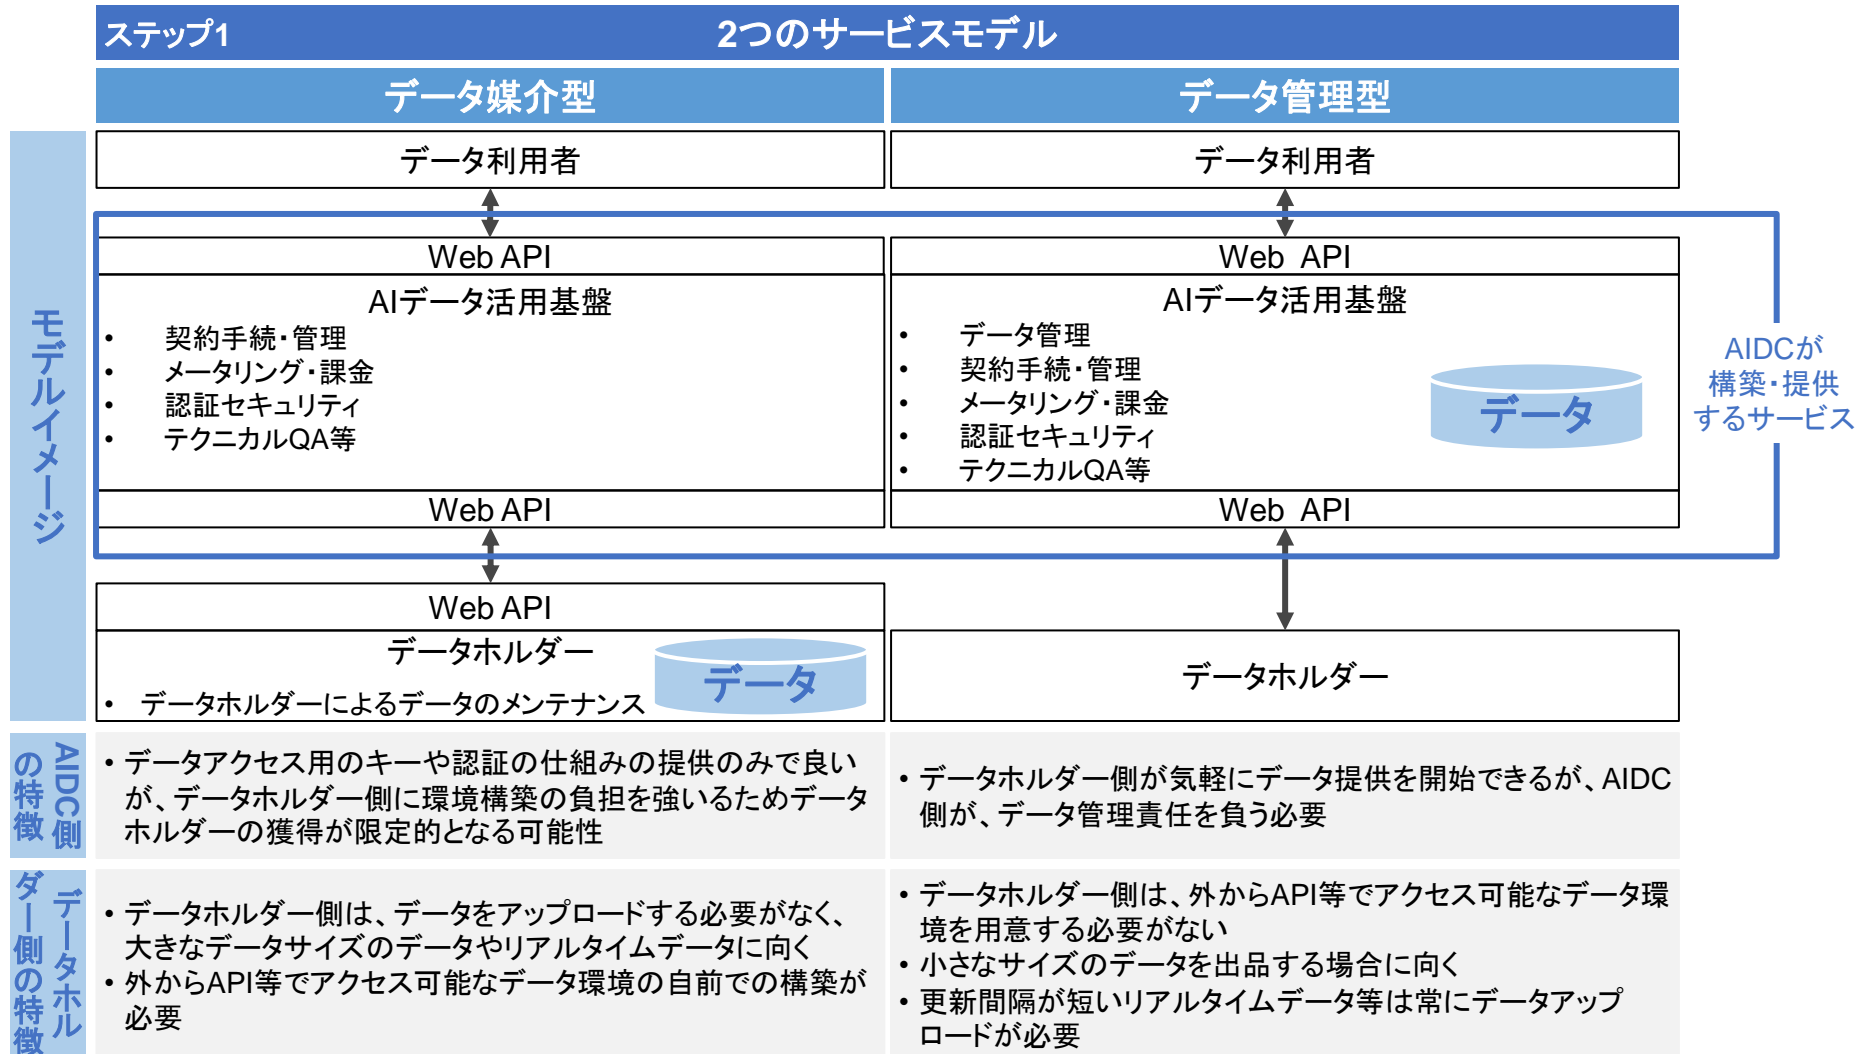 ステップ1
2つのサービスモデル
データ媒介型
データ管理型
モデルイメージ
データ利用者
Web API
AIデータ活用基盤
• 契約手続・管理
• メータリング・課金
• 認証セキュリティ
• テクニカルQA等
Web API
Web API
データホルダー
• データホルダーによるデータのメンテナンス
データ
データ利用者
Web API
AIデータ活用基盤
• データ管理
• 契約手続・管理
• メータリング・課金
• 認証セキュリティ
• テクニカルQA等
データ
Web API
データホルダー
AIDCが
構築・提供
するサービス
AIDC側
の特徴
• データアクセス用のキーや認証の仕組みの提供のみで良い
が、データホルダー側に環境構築の負担を強いるためデータ
ホルダーの獲得が限定的となる可能性
• データホルダー側が気軽にデータ提供を開始できるが、AIDC
側が、データ管理責任を負う必要
データホル
ダー側の特徴
• データホルダー側は、データをアップロードする必要がなく、
大きなデータサイズのデータやリアルタイムデータに向く
• 外からAPI等でアクセス可能なデータ環境の自前での構築が
必要
• データホルダー側は、外からAPI等でアクセス可能なデータ環
境を用意する必要がない
• 小さなサイズのデータを出品する場合に向く
• 更新間隔が短いリアルタイムデータ等は常にデータアップ
ロードが必要